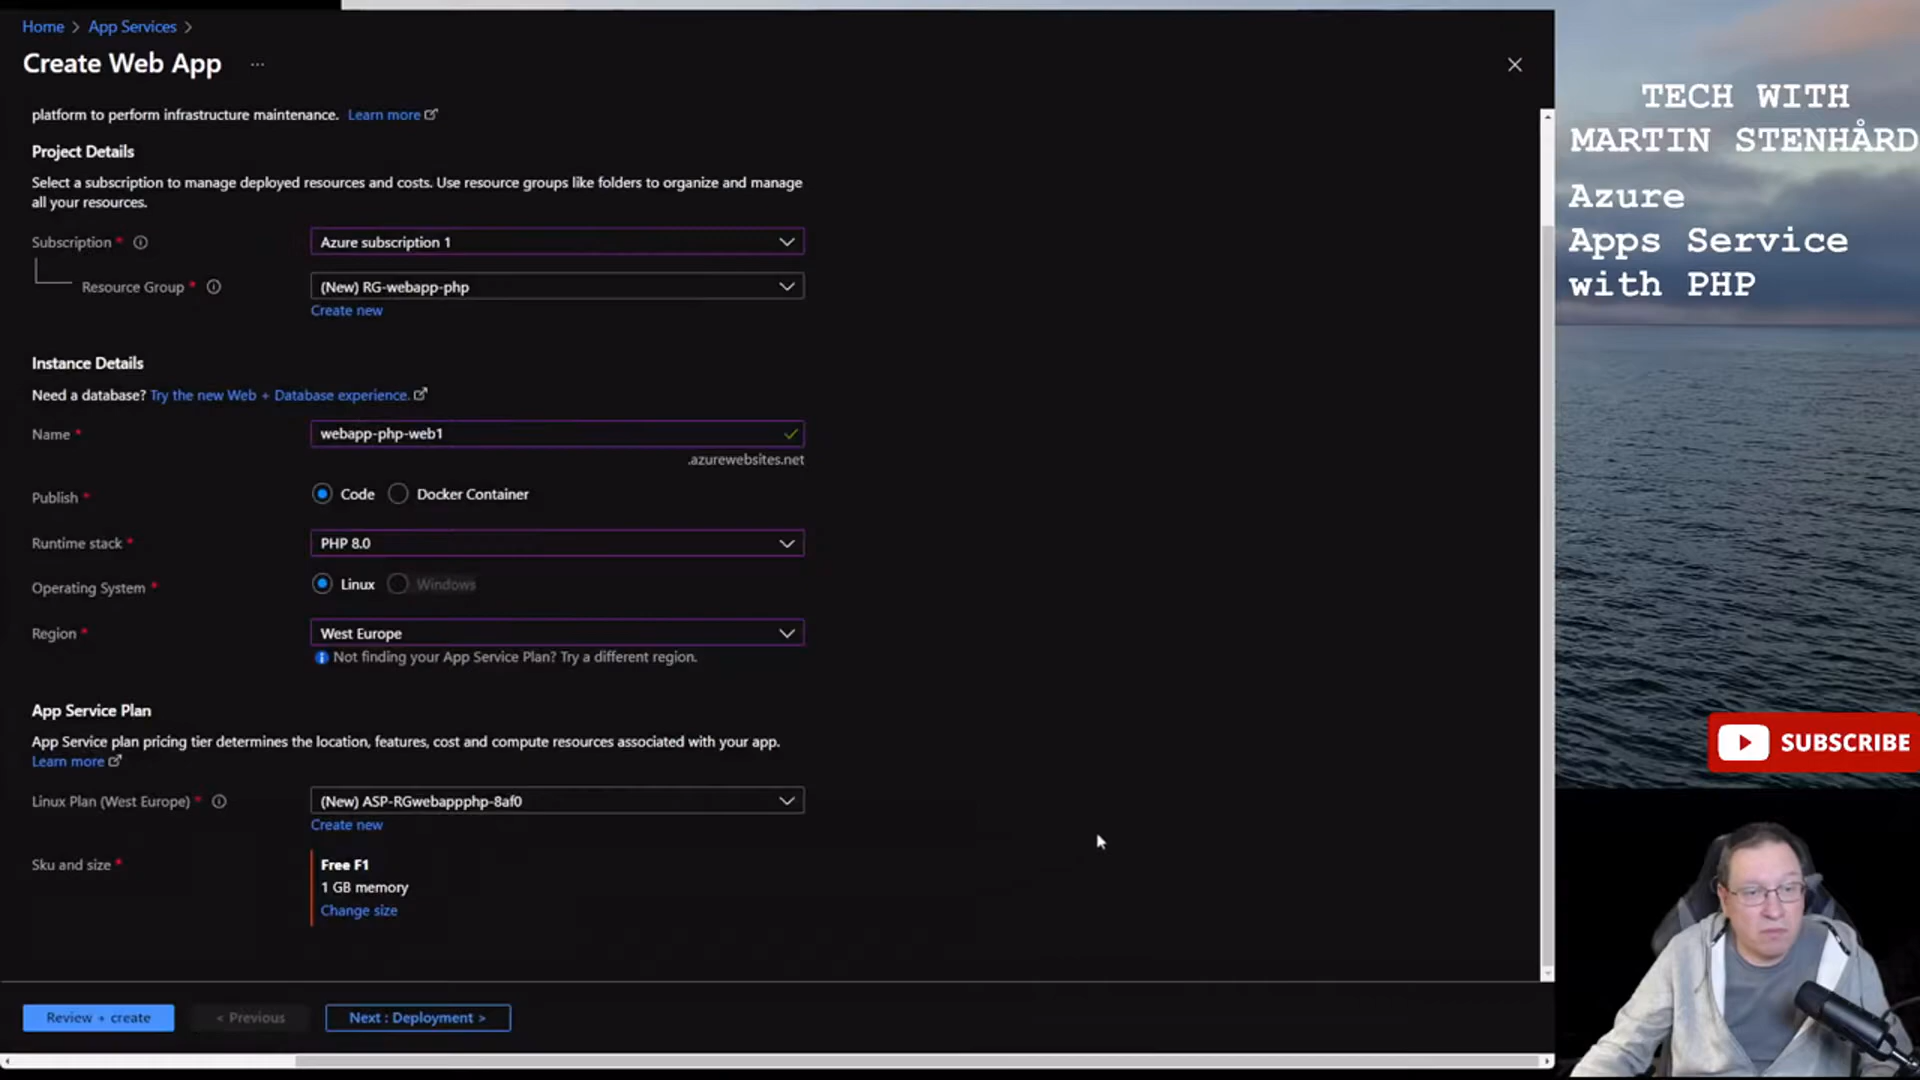 Home > App Services >
Create Web App ...
platform to perform infrastructure maintenance. Learn more
Project Details
Select a subscription to manage deployed resources and costs. Use resource groups like folders to organize and manage
all your resources.
Subscription *
Azure subscription 1
Resource Group *
(New) RG-webapp-php
Create new
Instance Details
Need a database? Try the new Web + Database experience.
Name *
webapp-php-web1
.azurewebsites.net
Publish *
Code
Docker Container
Runtime stack *
PHP 8.0
Operating System *
Linux
Windows
Region *
West Europe
Not finding your App Service Plan? Try a different region.
App Service Plan
App Service plan pricing tier determines the location, features, cost and compute resources associated with your app.
Learn more
Linux Plan (West Europe) *
(New) ASP-RGwebappphp-8af0
Create new
Sku and size *
Free F1
1 GB memory
Change size
Review + create
< Previous
Next : Deployment >
TECH WITH
MARTIN STENHÅRD
Azure
Apps Service
with PHP
SUBSCRIBE